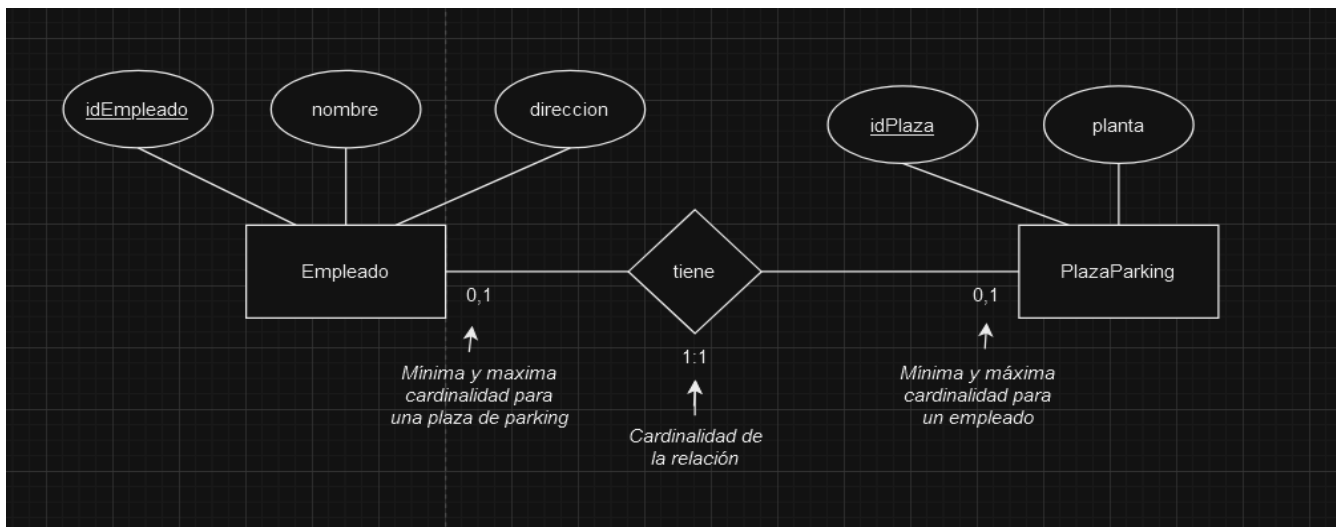 idEmpleado
nombre
direccion
idPlaza
planta
Empleado
tiene
PlazaParking
0,1
0,1
1:1
Mínima y maxima
cardinalidad para
una plaza de parking
Cardinalidad de
la relación
Mínima y máxima
cardinalidad para
un empleado